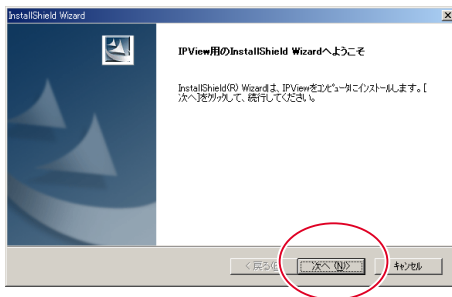 InstallShield Wizard
IPView用のInstallShield Wizardへようこそ
InstallShield(R) Wizardは、IPViewをコンピュータにインストールします。[
次へ]をクリックして、続行してください。
< 戻る(B)
次へ(N)>
キャンセル